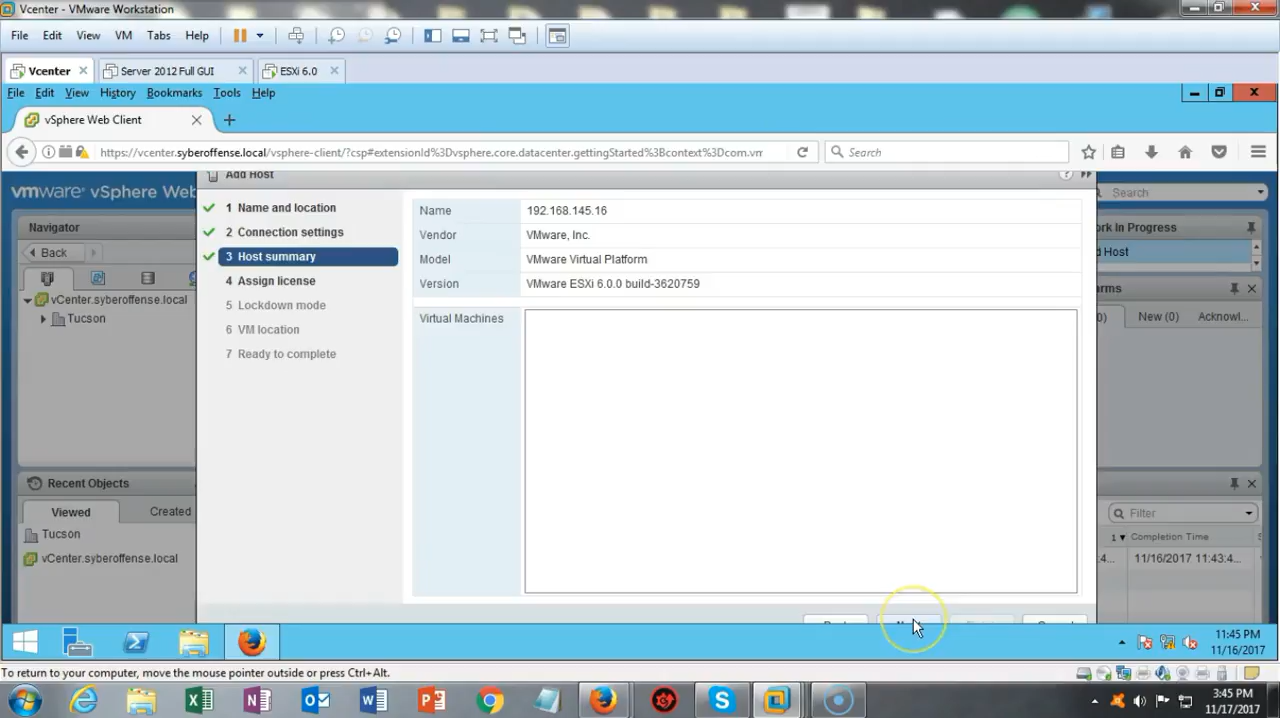 Vcenter - VMware Workstation
File Edit View VM Tabs Help
Vcenter Server 2012 Full GUI ESXi 6.0
File Edit View History Bookmarks Tools Help
vSphere Web Client
https://vcenter.syberoffense.local/vsphere-client/?csp#extensionId%3Dvsphere.core.datacenter.gettingStarted%3Bcontext%3Dcom.vm Search
vmware vSphere Web Search
Add Host
Navigator
Back
vCenter.syberoffense.local
Tucson
1 Name and location
2 Connection settings
3 Host summary
4 Assign license
5 Lockdown mode
6 VM location
7 Ready to complete
Name 192.168.145.16
Vendor VMware, Inc.
Model VMware Virtual Platform
Version VMware ESXi 6.0.0 build-3620759
Virtual Machines
ork In Progress
d Host
arms
0) New (0) Acknowl...
Recent Objects
Viewed Created
Tucson
vCenter.syberoffense.local
Filter
1 Completion Time
4... 11/16/2017 11:43:4...
11:45 PM
11/16/2017
To return to your computer, move the mouse pointer outside or press Ctrl+Alt.
3:45 PM
11/17/2017